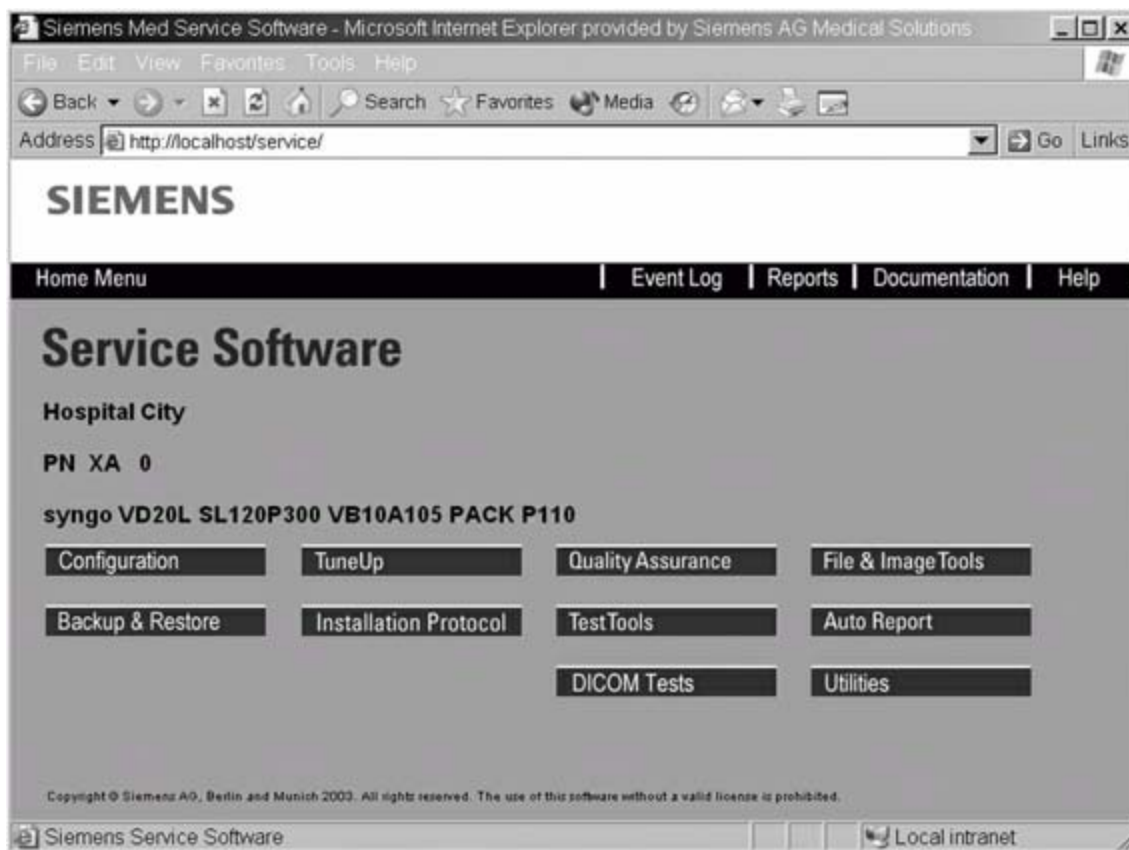 Siemens Med Service Software - Microsoft Internet Explorer provided by Siemens AG Medical Solutions
File Edit View Favorites Tools Help
Back Search Favorites Media
Address http://localhost/service/ Go Links
SIEMENS
Home Menu Event Log Reports Documentation Help
Service Software
Hospital City
PN XA 0
syngo VD20L SL120P300 VB10A105 PACK P110
Configuration TuneUp Quality Assurance File & Image Tools
Backup & Restore Installation Protocol Test Tools Auto Report
DICOM Tests Utilities
Copyright © Siemens AG, Berlin and Munich 2003. All rights reserved. The use of this software without a valid license is prohibited.
Siemens Service Software Local intranet